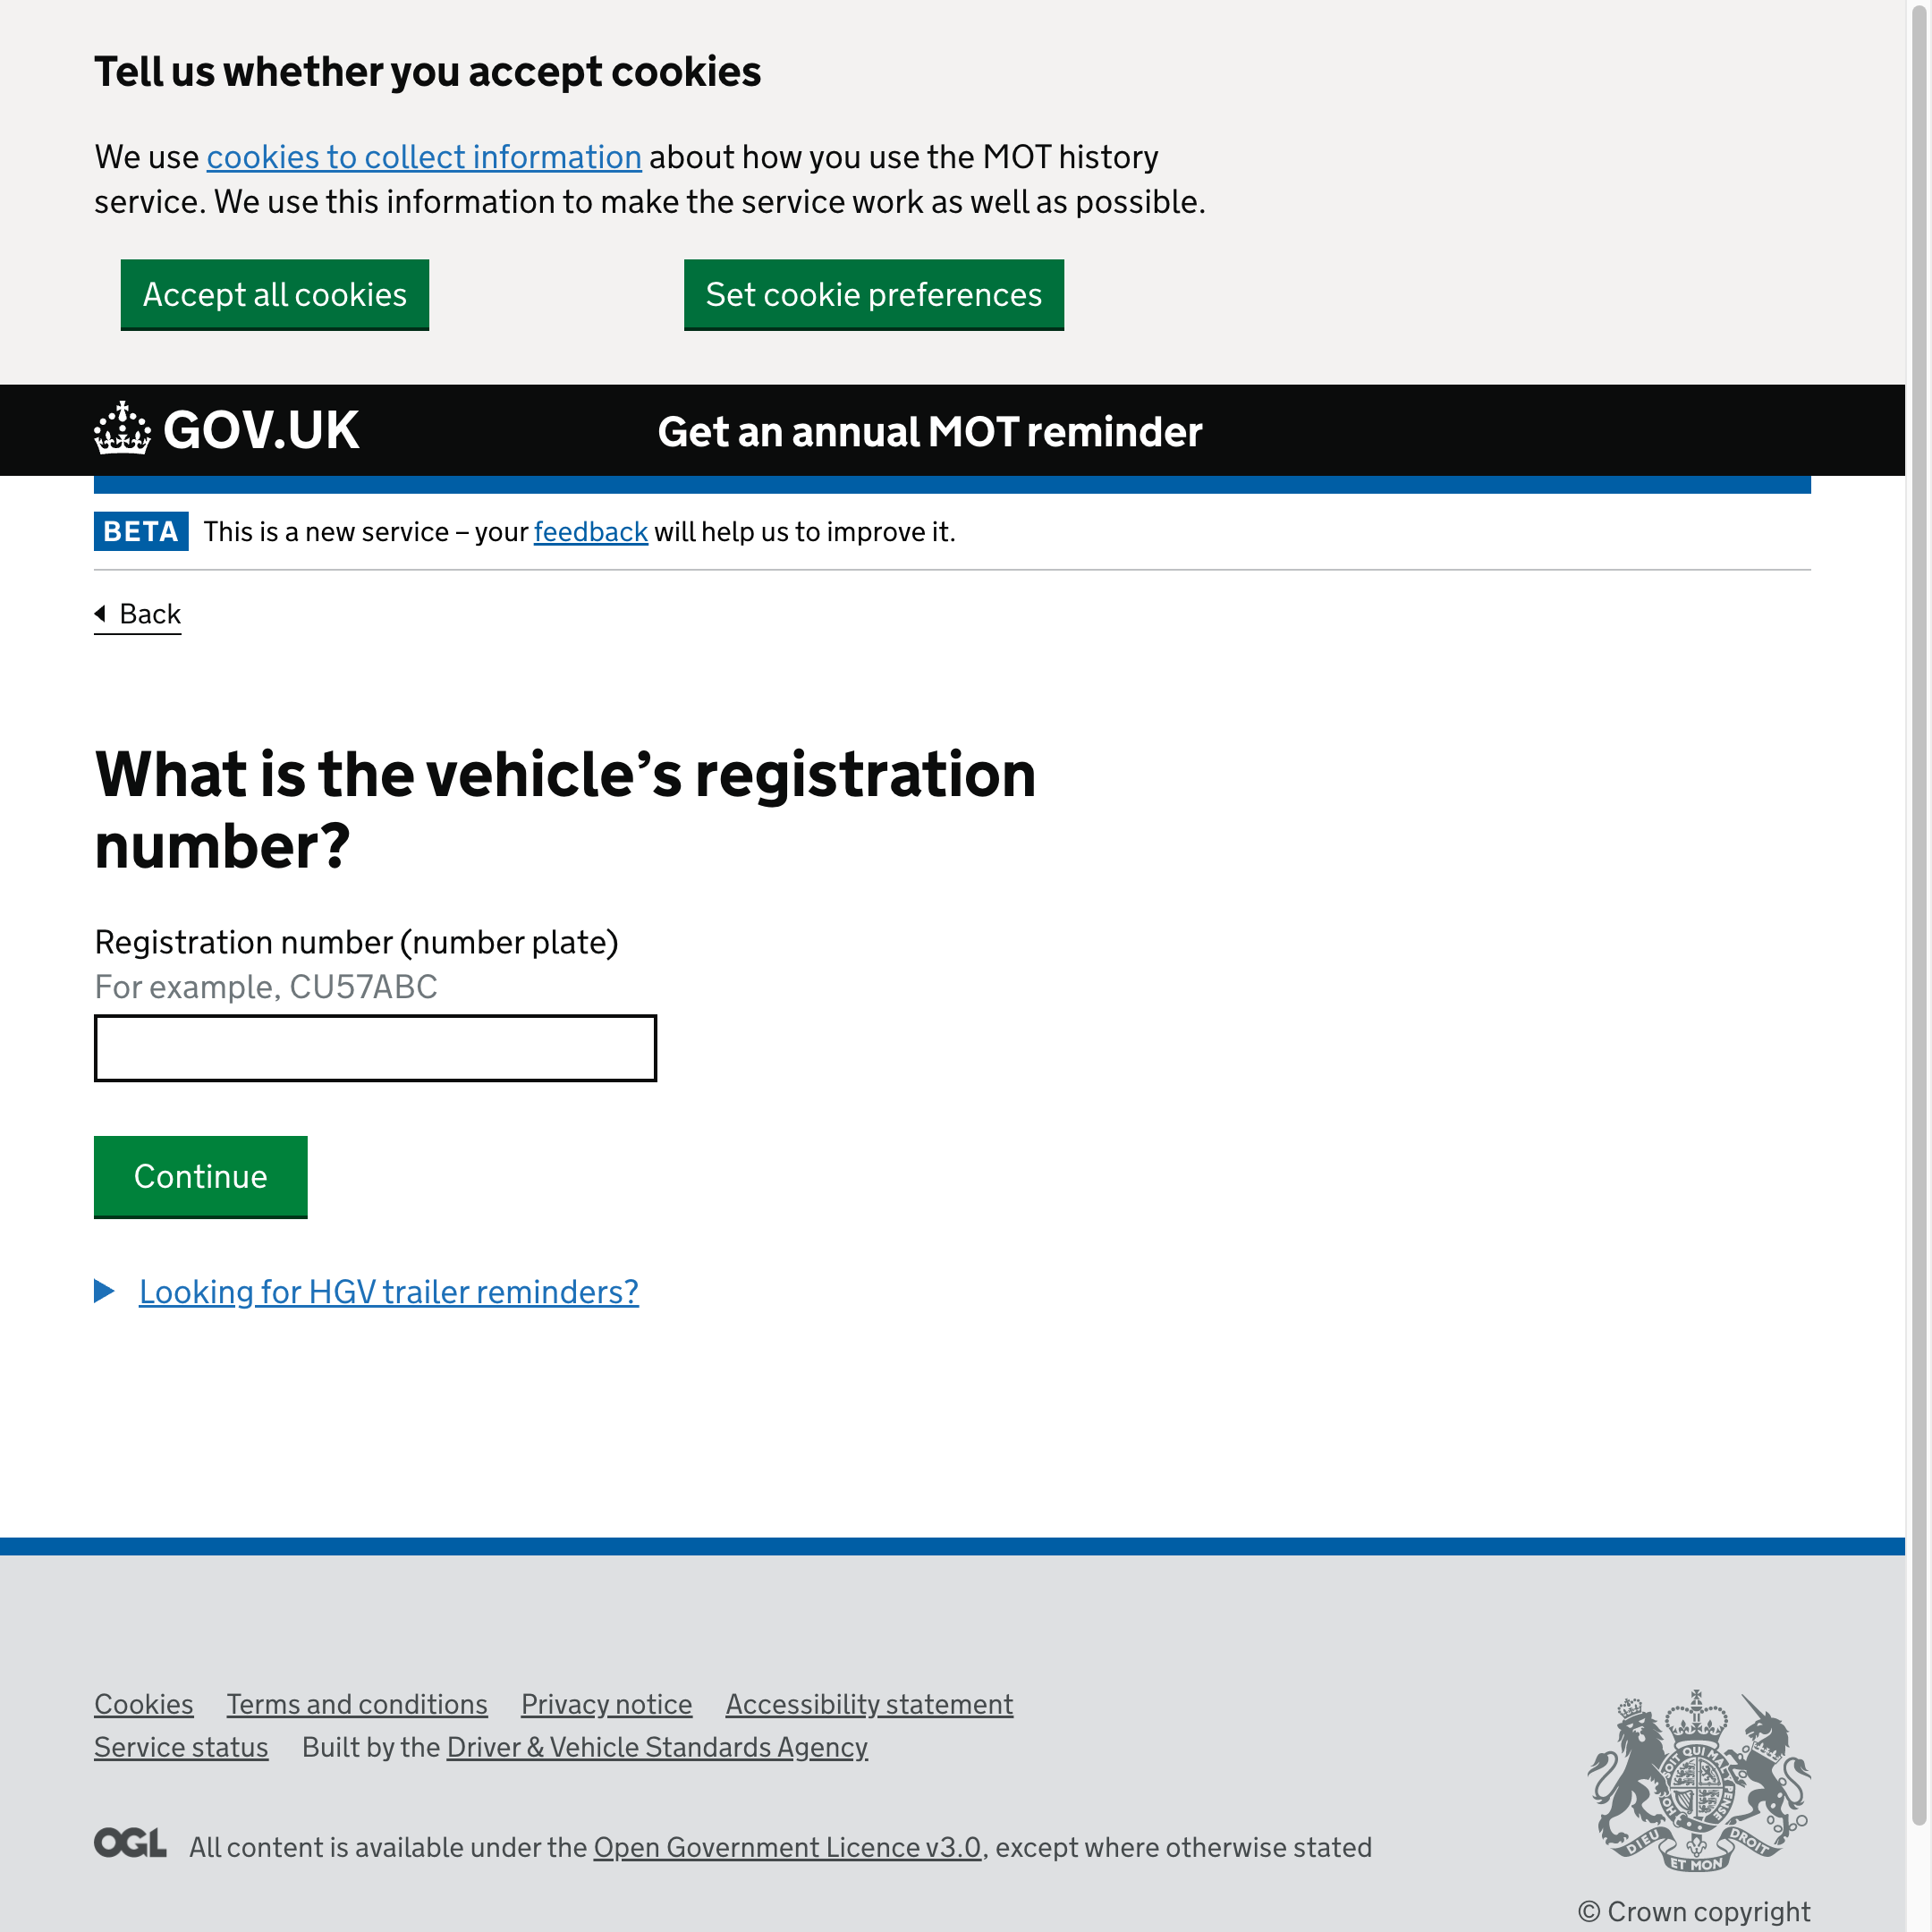 Tell us whether you accept cookies
We use cookies to collect information about how you use the MOT history
service. We use this information to make the service work as well as possible.
Accept all cookies
Set cookie preferences
GOV.UK
Get an annual MOT reminder
BETA This is a new service – your feedback will help us to improve it.
Back
What is the vehicle’s registration
number?
Registration number (number plate)
For example, CU57ABC
Continue
Looking for HGV trailer reminders?
Cookies Terms and conditions Privacy notice Accessibility statement
Service status Built by the Driver & Vehicle Standards Agency
OGL All content is available under the Open Government Licence v3.0, except where otherwise stated
SOIT QUI MAL Y PENSE
DIEU ET MON DROIT
© Crown copyright